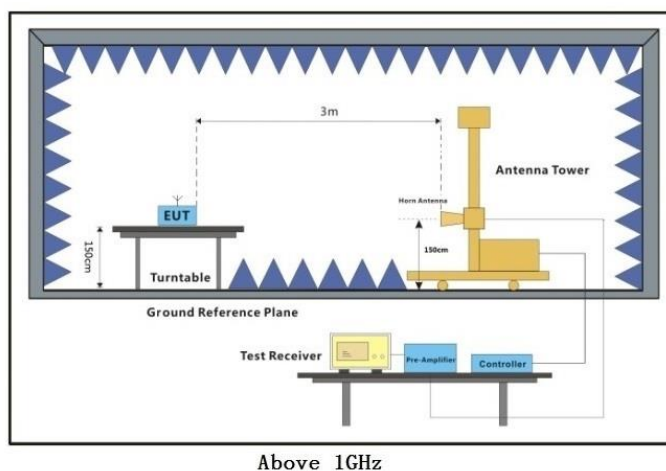 3m
Antenna Tower
Horn Antenna
EUT
150cm
150cm
Turntable
Ground Reference Plane
Test Receiver
Pre-Amplifier
Controller
Above 1GHz